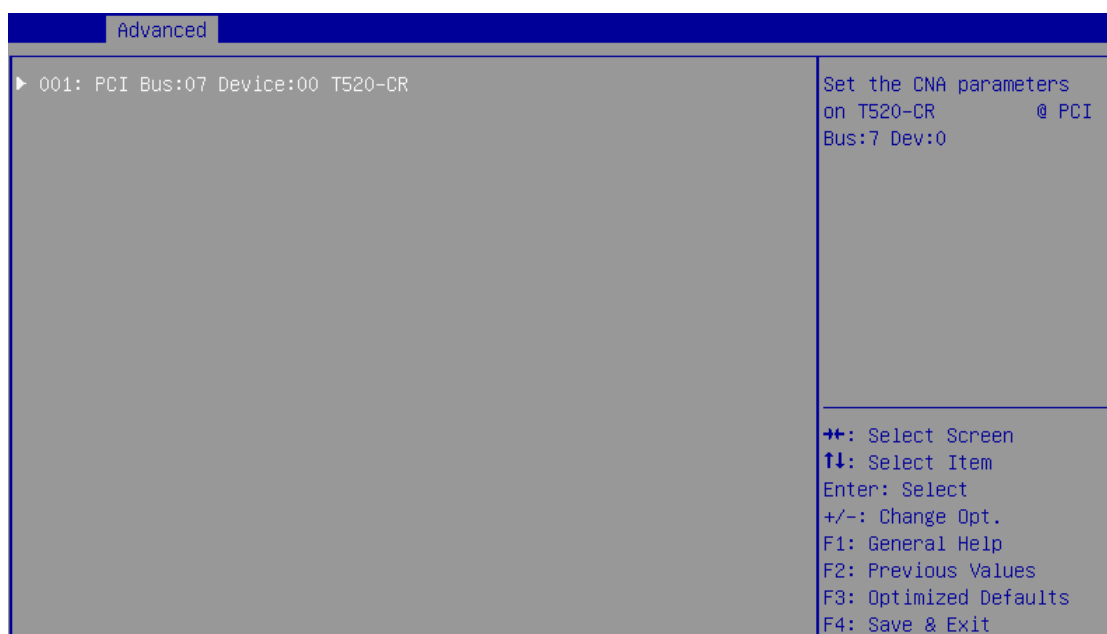 Advanced
▶ 001: PCI Bus:07 Device:00 T520-CR
Set the CNA parameters
on T520-CR @ PCI
Bus:7 Dev:0
→←: Select Screen
↑↓: Select Item
Enter: Select
+/-: Change Opt.
F1: General Help
F2: Previous Values
F3: Optimized Defaults
F4: Save & Exit